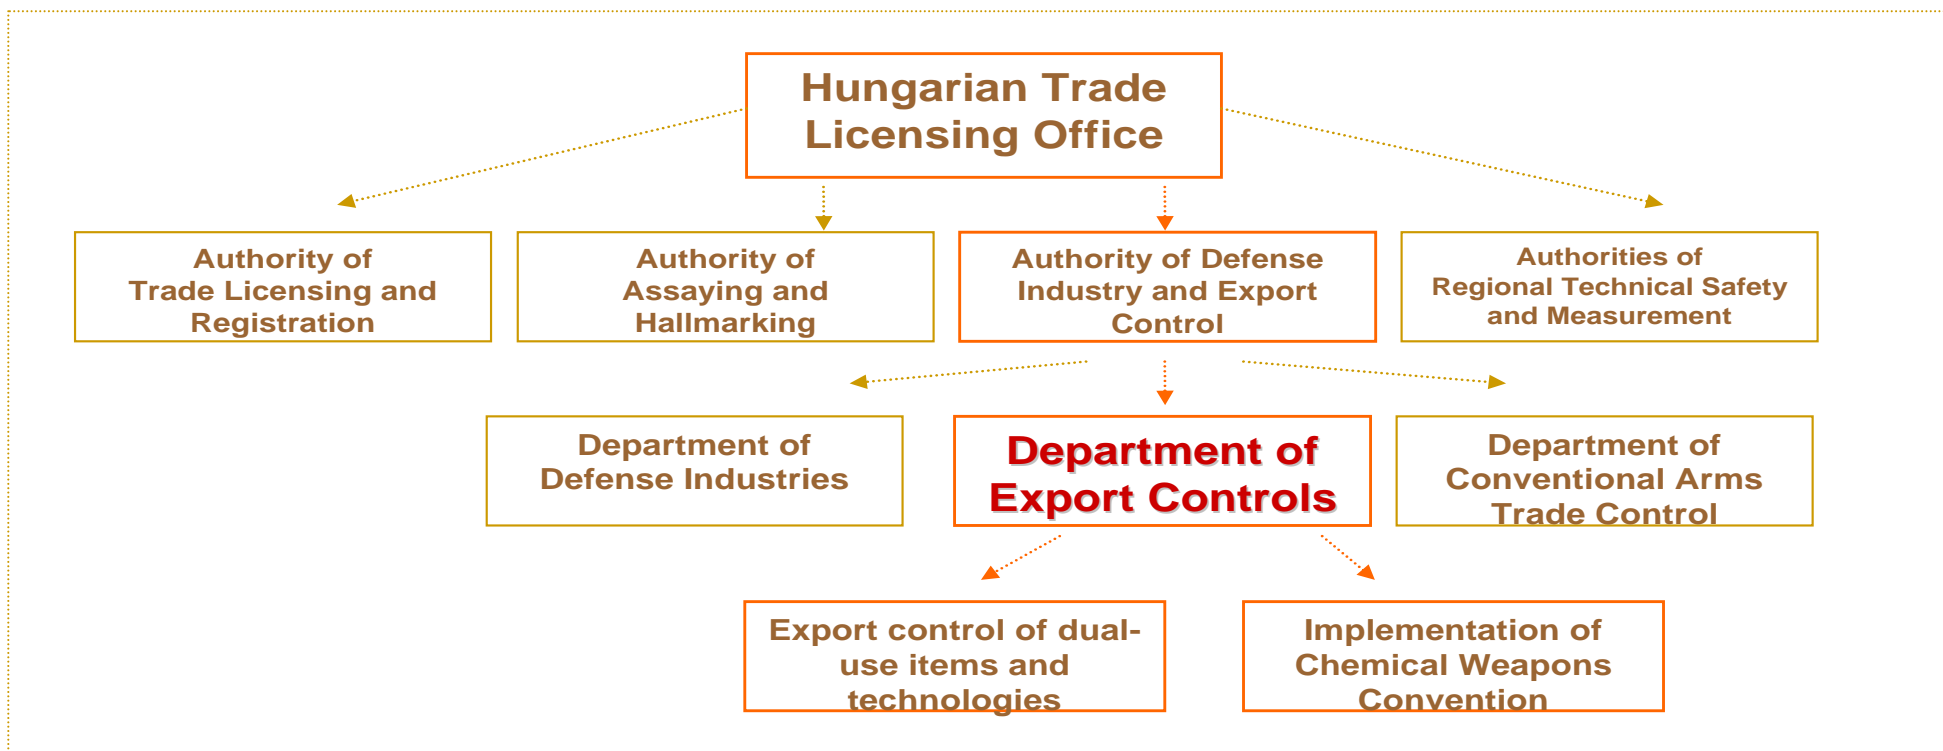 Hungarian Trade
Licensing Office
Authority of
Trade Licensing and
Registration
Authority of
Assaying and
Hallmarking
Authority of Defense
Industry and Export
Control
Authorities of
Regional Technical Safety
and Measurement
Department of
Defense Industries
Department of
Export Controls
Department of
Conventional Arms
Trade Control
Export control of dual-
use items and
technologies
Implementation of
Chemical Weapons
Convention